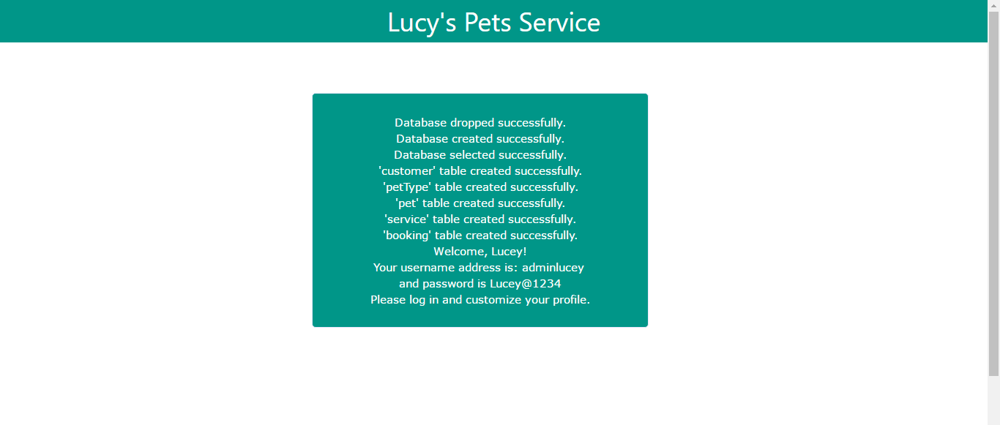 Lucy's Pets Service
Database dropped successfully.
Database created successfully.
Database selected successfully.
'customer' table created successfully.
'petType' table created successfully.
'pet' table created successfully.
'service' table created successfully.
'booking' table created successfully.
Welcome, Lucey!
Your username address is: adminlucey
and password is Lucey@1234
Please log in and customize your profile.